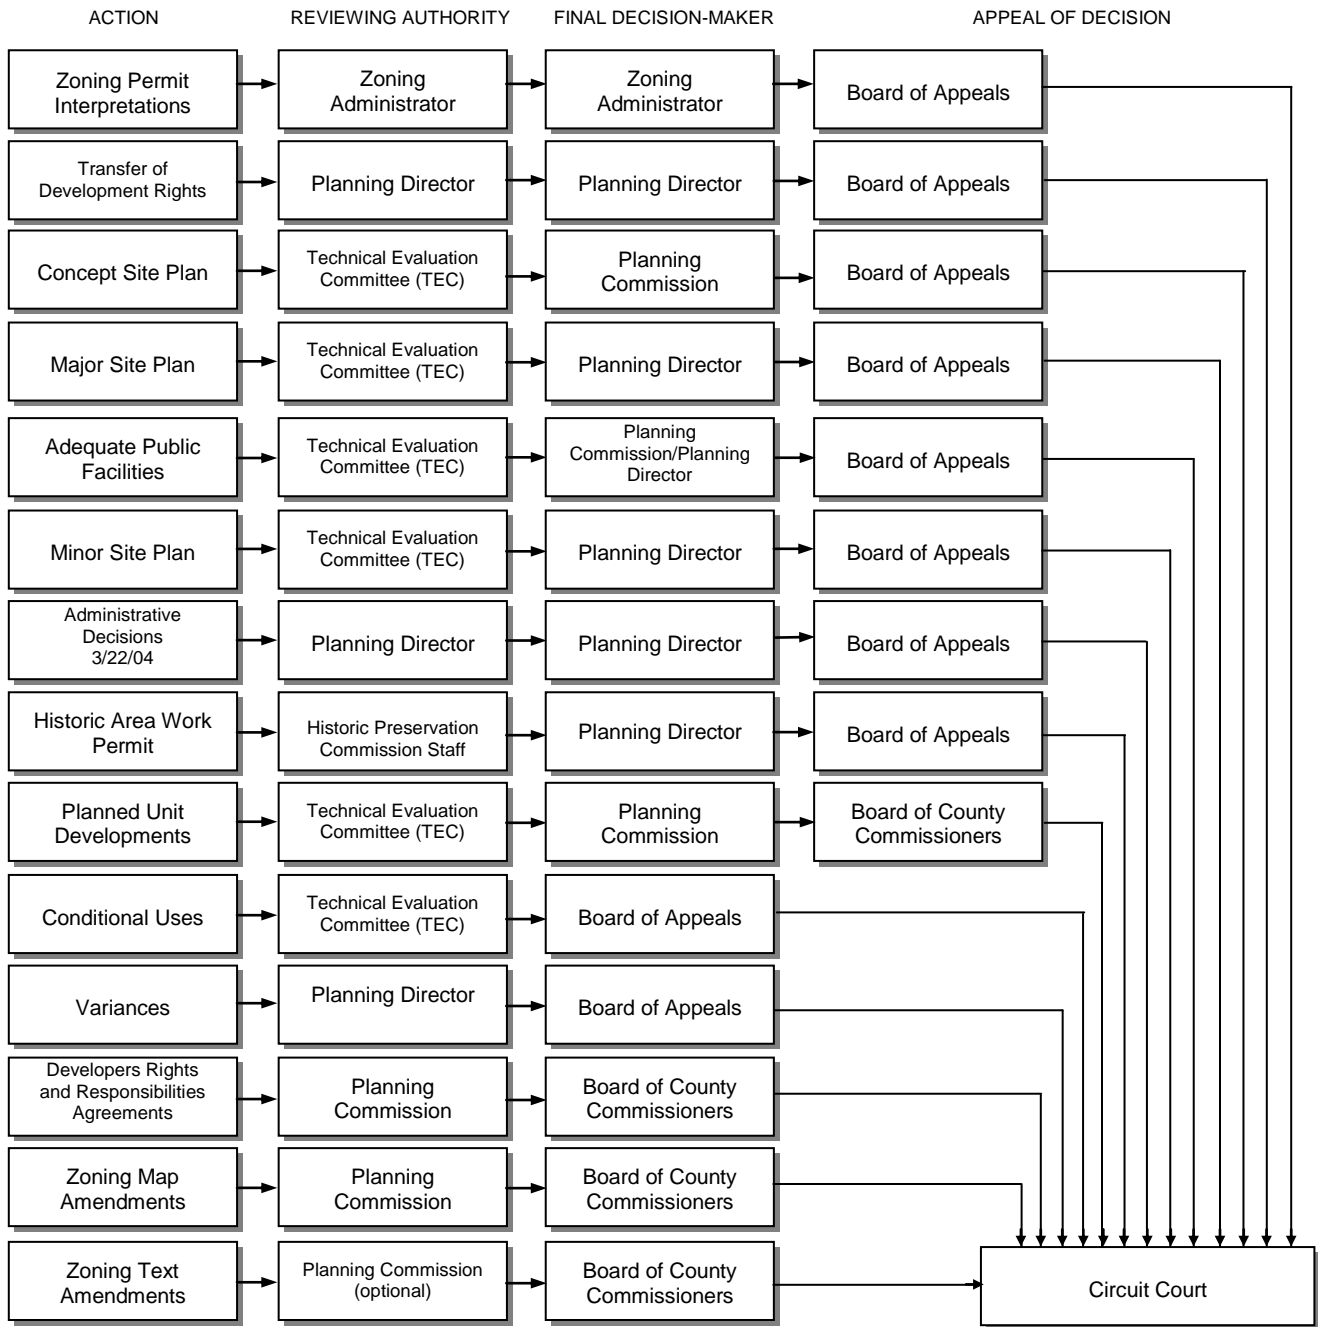 ACTION
REVIEWING AUTHORITY
FINAL DECISION-MAKER
APPEAL OF DECISION
Zoning Permit
Interpretations
Zoning
Administrator
Zoning
Administrator
Board of Appeals
Transfer of
Development Rights
Planning Director
Planning Director
Board of Appeals
Concept Site Plan
Technical Evaluation
Committee (TEC)
Planning
Commission
Board of Appeals
Major Site Plan
Technical Evaluation
Committee (TEC)
Planning Director
Board of Appeals
Adequate Public
Facilities
Technical Evaluation
Committee (TEC)
Planning
Commission/Planning
Director
Board of Appeals
Minor Site Plan
Technical Evaluation
Committee (TEC)
Planning Director
Board of Appeals
Administrative
Decisions
3/22/04
Planning Director
Planning Director
Board of Appeals
Historic Area Work
Permit
Historic Preservation
Commission Staff
Planning Director
Board of Appeals
Planned Unit
Developments
Technical Evaluation
Committee (TEC)
Planning
Commission
Board of County
Commissioners
Conditional Uses
Technical Evaluation
Committee (TEC)
Board of Appeals
Variances
Planning Director
Board of Appeals
Developers Rights
and Responsibilities
Agreements
Planning
Commission
Board of County
Commissioners
Zoning Map
Amendments
Planning
Commission
Board of County
Commissioners
Zoning Text
Amendments
Planning Commission
(optional)
Board of County
Commissioners
Circuit Court